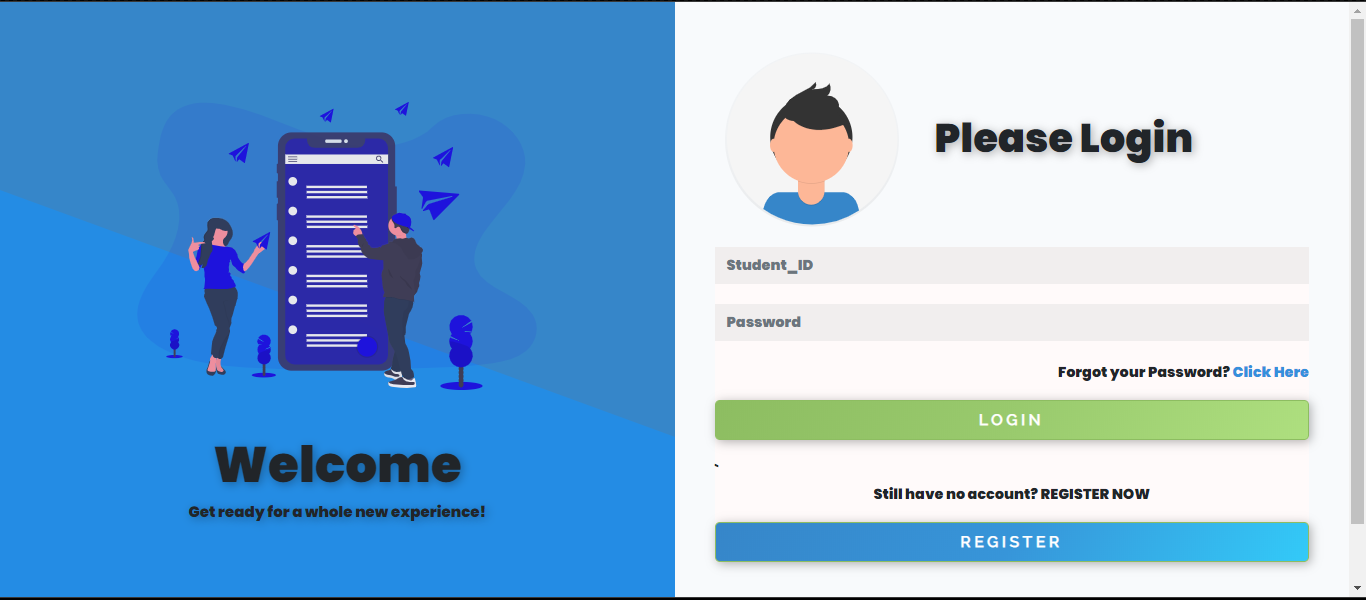 Welcome
Get ready for a whole new experience!
Please Login
Student_ID
Password
Forgot your Password? Click Here
LOGIN
`
Still have no account? REGISTER NOW
REGISTER